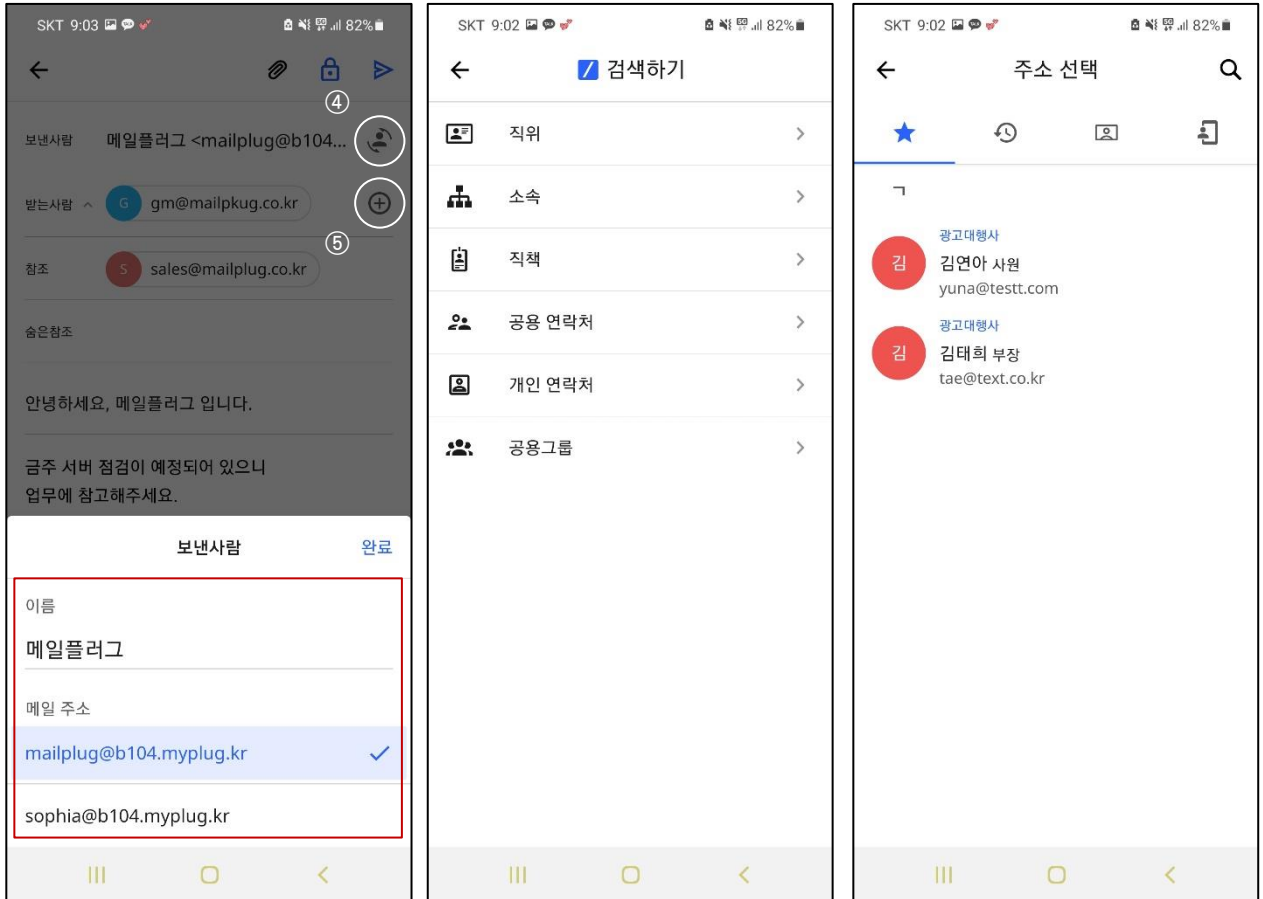 SKT 9:03
82%
④
보낸사람 메일플러그 <mailplug@b104...
받는사람 G gm@mailpkug.co.kr
⑤
참조 S sales@mailplug.co.kr
숨은참조
안녕하세요, 메일플러그 입니다.
금주 서버 점검이 예정되어 있으니
업무에 참고해주세요.
보낸사람 완료
이름
메일플러그
메일 주소
mailplug@b104.myplug.kr
sophia@b104.myplug.kr
SKT 9:02
82%
검색하기
직위
소속
직책
공용 연락처
개인 연락처
공용그룹
SKT 9:02
82%
주소 선택
ㄱ
광고대행사
김 김연아 사원
yuna@testt.com
광고대행사
김 김태희 부장
tae@text.co.kr